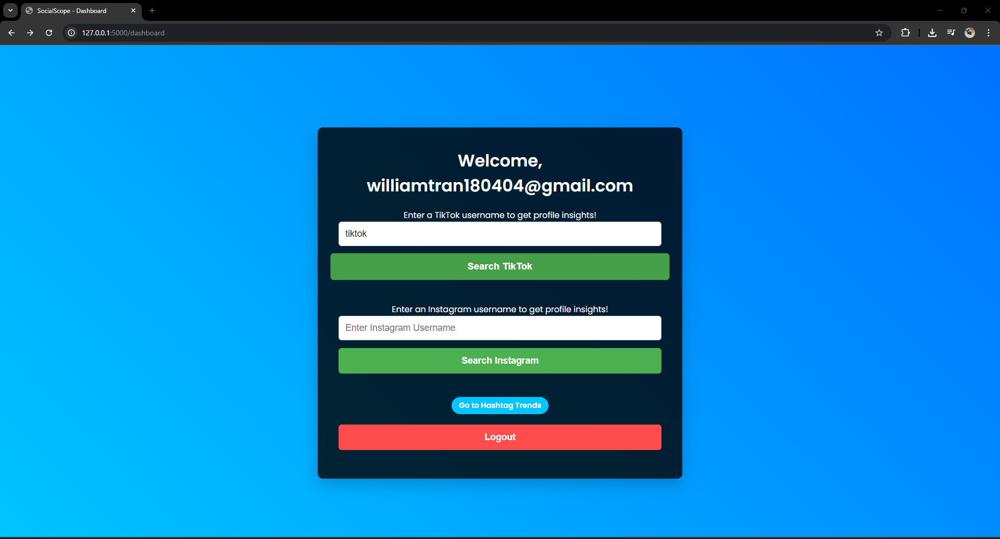 SocialScope - Dashboard
127.0.0.1:5000/dashboard
Welcome,
williamtran180404@gmail.com
Enter a TikTok username to get profile insights!
tiktok
Search TikTok
Enter an Instagram username to get profile insights!
Enter Instagram Username
Search Instagram
Go to Hashtag Trends
Logout